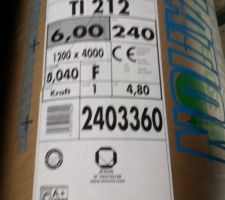 TI 212
6,00 240
1200 x 4000 CE
0,040 F
Kraft 1 4,80
2403360
A+